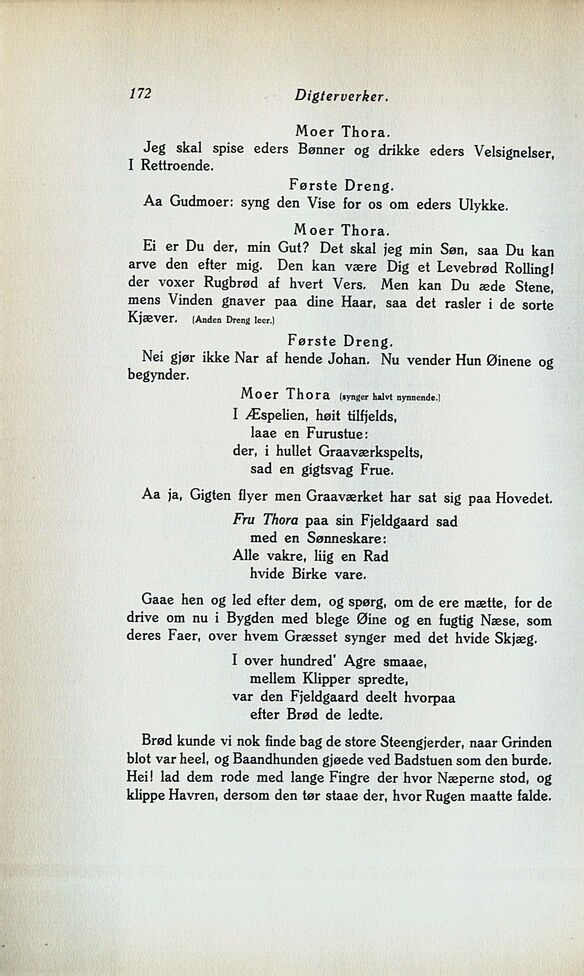 172
Digterverker.
Moer Thora.
Jeg skal spise eders Bønner og drikke eders Velsignelser,
I Rettroende.
Første Dreng.
Aa Gudmoer: syng den Vise for os om eders Ulykke.
Moer Thora.
Ei er Du der, min Gut? Det skal jeg min Søn, saa Du kan
arve den efter mig. Den kan være Dig et Levebrød Rolling!
der voxer Rugbrød af hvert Vers. Men kan Du æde Stene,
mens Vinden gnaver paa dine Haar, saa det rasler i de sorte
Kjæver. (Anden Dreng leer.)
Første Dreng.
Nei gjør ikke Nar af hende Johan. Nu vender Hun Øinene og
begynder.
Moer Thora (synger halvt nynnende.)
I Æspelien, høit tilfjelds,
laae en Furustue:
der, i hullet Graaværkspelts,
sad en gigtsvag Frue.
Aa ja, Gigten flyer men Graaværket har sat sig paa Hovedet.
Fru Thora paa sin Fjeldgaard sad
med en Sønneskare:
Alle vakre, liig en Rad
hvide Birke vare.
Gaae hen og led efter dem, og spørg, om de ere mætte, for de
drive om nu i Bygden med blege Øine og en fugtig Næse, som
deres Faer, over hvem Græsset synger med det hvide Skjæg.
I over hundred' Agre smaae,
mellem Klipper spredte,
var den Fjeldgaard deelt hvorpaa
efter Brød de ledte.
Brød kunde vi nok finde bag de store Steengjerder, naar Grinden
blot var heel, og Baandhunden gjøede ved Badstuen som den burde.
Hei! lad dem rode med lange Fingre der hvor Næperne stod, og
klippe Havren, dersom den tør staae der, hvor Rugen maatte falde.